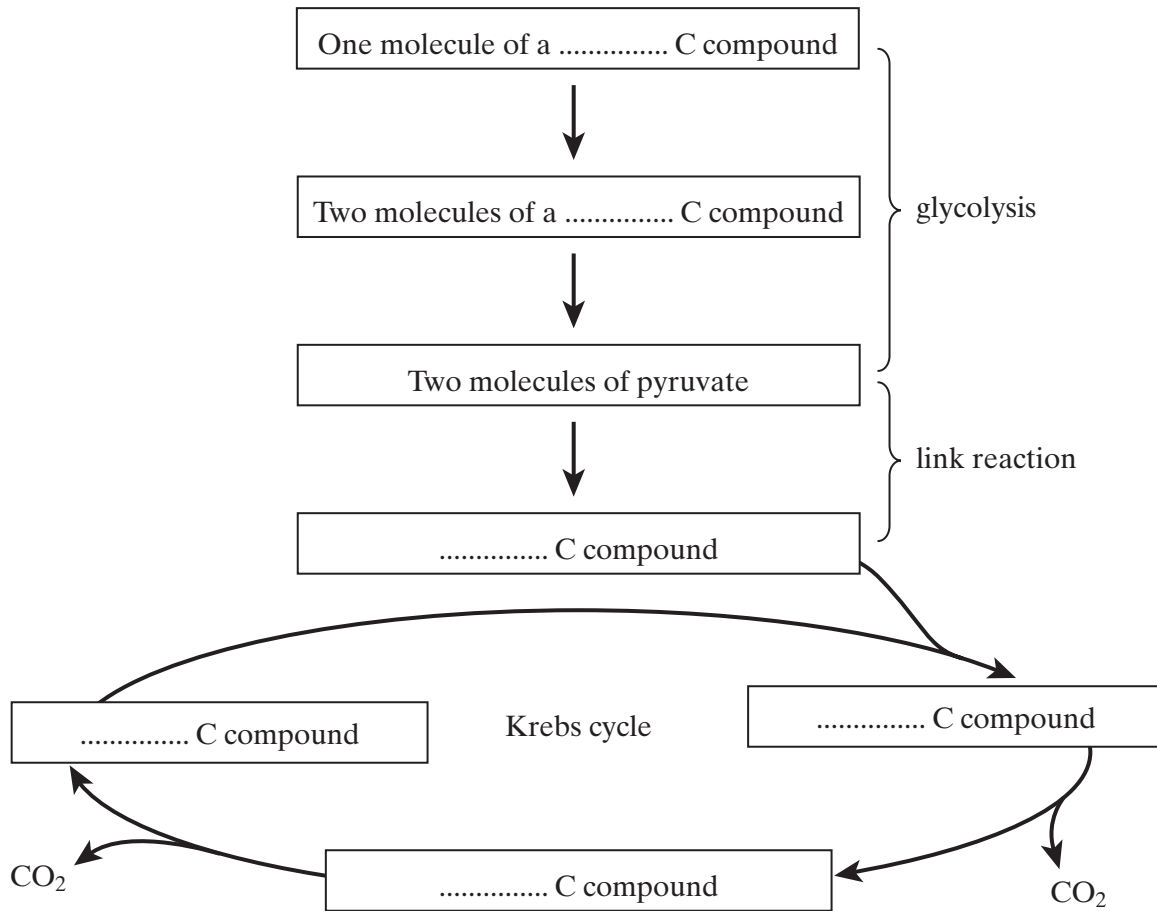 One molecule of a ............... C compound
Two molecules of a ............... C compound
glycolysis
Two molecules of pyruvate
link reaction
............... C compound
............... C compound
Krebs cycle
............... C compound
CO₂
............... C compound
CO₂